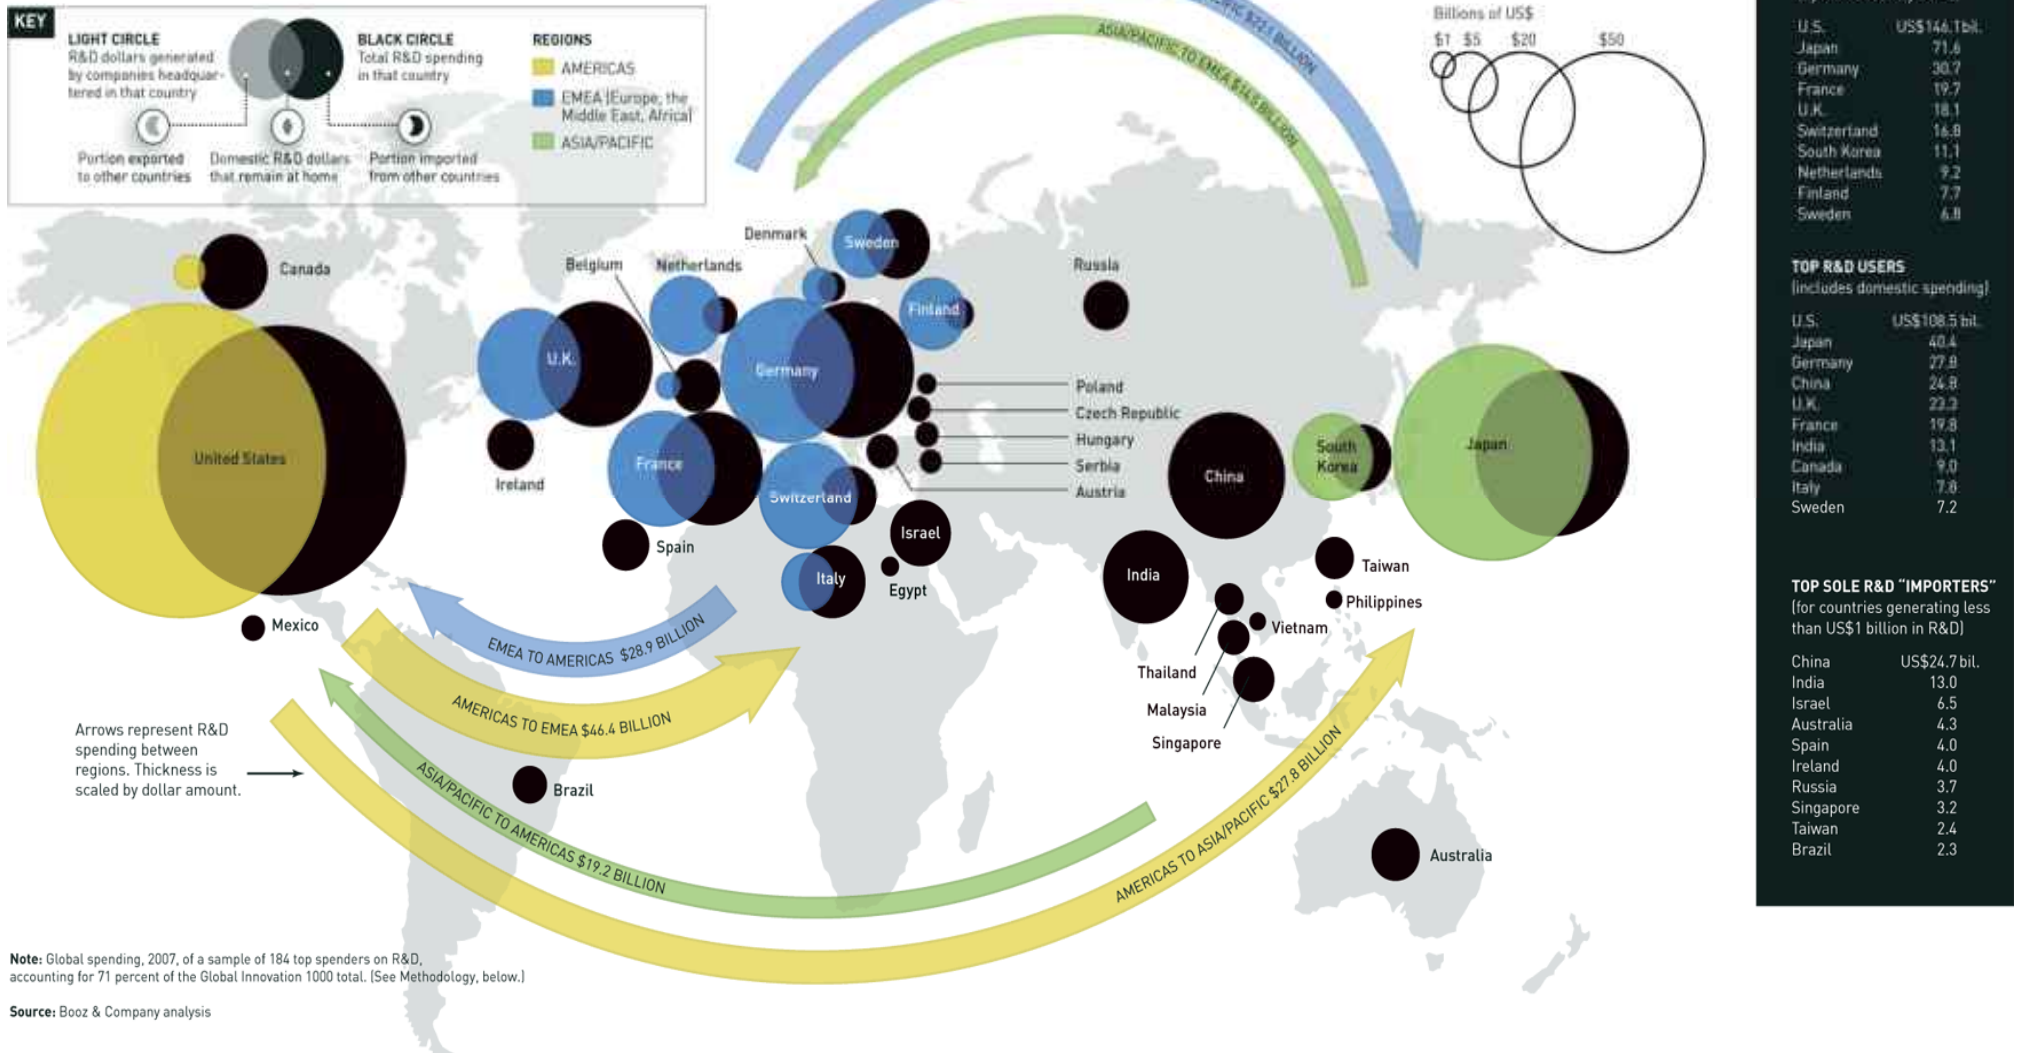 KEY
LIGHT CIRCLE
R&D dollars generated
by companies headquar-
tered in that country
BLACK CIRCLE
Total R&D spending
in that country
Portion exported
to other countries
Domestic R&D dollars
that remain at home
Portion imported
from other countries
REGIONS
AMERICAS
EMEA (Europe, the
Middle East, Africa)
ASIA/PACIFIC
$22.1 BILLION
ASIA/PACIFIC TO EMEA $14.5 BILLION
Billions of US$
$1 $5 $20 $50
Canada
United States
Mexico
Belgium
Netherlands
Denmark
Sweden
Finland
U.K.
Germany
Ireland
France
Switzerland
Spain
Italy
Israel
Egypt
Russia
Poland
Czech Republic
Hungary
Serbia
Austria
China
South
Korea
Japan
India
Taiwan
Philippines
Vietnam
Thailand
Malaysia
Singapore
Brazil
Australia
EMEA TO AMERICAS $28.9 BILLION
AMERICAS TO EMEA $46.4 BILLION
ASIA/PACIFIC TO AMERICAS $19.2 BILLION
AMERICAS TO ASIA/PACIFIC $27.8 BILLION
Arrows represent R&D
spending between
regions. Thickness is
scaled by dollar amount.
Note: Global spending, 2007, of a sample of 184 top spenders on R&D,
accounting for 71 percent of the Global Innovation 1000 total. (See Methodology, below.)
Source: Booz & Company analysis
U.S. US$146.1bil.
Japan 71.6
Germany 30.7
France 19.7
U.K. 18.1
Switzerland 16.8
South Korea 11.1
Netherlands 9.2
Finland 7.7
Sweden 6.8
TOP R&D USERS
(includes domestic spending)
U.S. US$108.5 bil.
Japan 40.4
Germany 27.8
China 24.8
U.K. 23.3
France 19.8
India 13.1
Canada 9.0
Italy 7.8
Sweden 7.2
TOP SOLE R&D “IMPORTERS”
(for countries generating less
than US$1 billion in R&D)
China US$24.7 bil.
India 13.0
Israel 6.5
Australia 4.3
Spain 4.0
Ireland 4.0
Russia 3.7
Singapore 3.2
Taiwan 2.4
Brazil 2.3